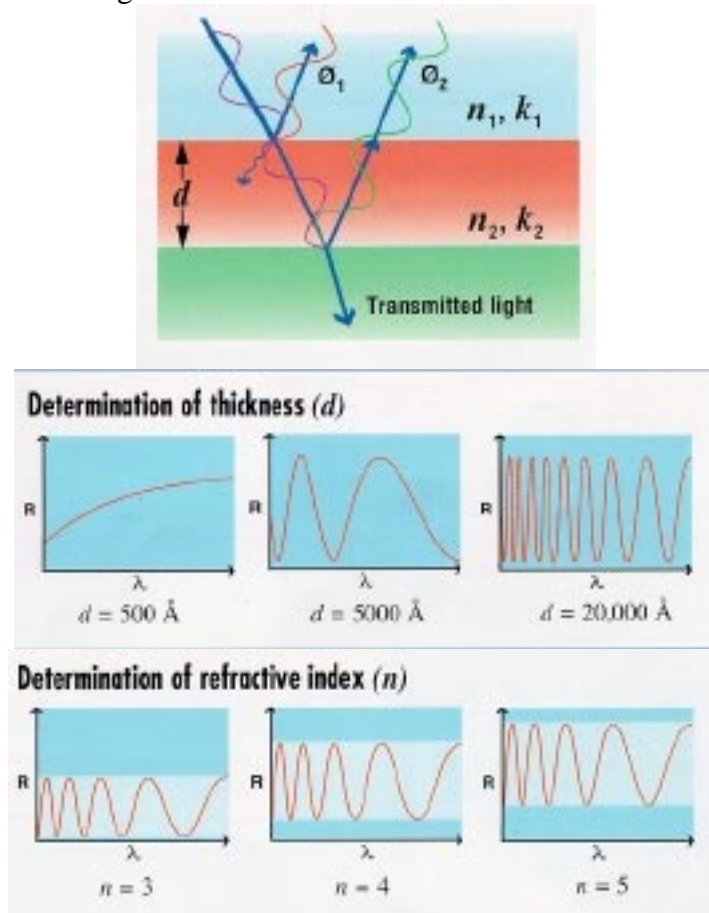 Ø₁ Ø₂
n₁, k₁
d
n₂, k₂
Transmitted light
Determination of thickness (d)
R R R
λ λ λ
d = 500 Å d = 5000 Å d = 20,000 Å
Determination of refractive index (n)
R R R
λ λ λ
n = 3 n = 4 n = 5